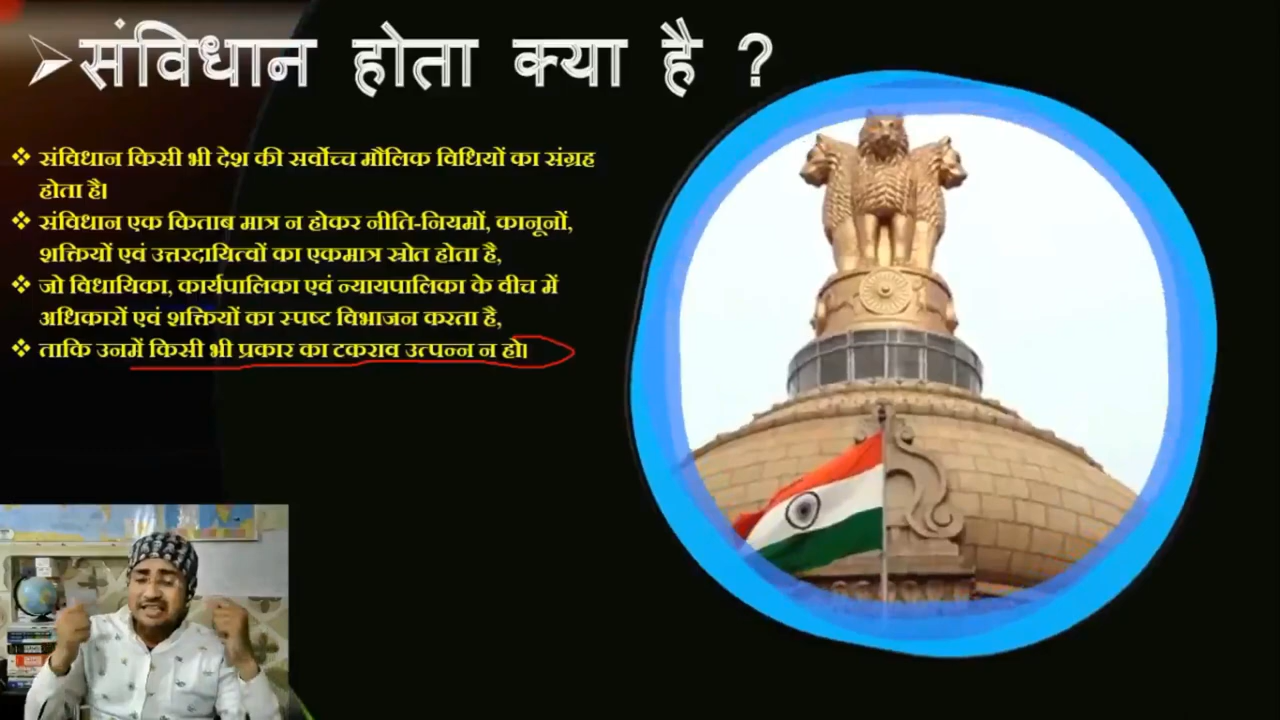 ➢संविधान होता क्या है ?
❖ संविधान किसी भी देश की सर्वोच्च मौलिक विधियों का संग्रह
होता है।
❖ संविधान एक किताब मात्र न होकर नीति-नियमों, कानूनों,
शक्तियों एवं उत्तरदायित्वों का एकमात्र स्रोत होता है,
❖ जो विधायिका, कार्यपालिका एवं न्यायपालिका के वीच में
अधिकारों एवं शक्तियों का स्पष्ट विभाजन करता है,
❖ ताकि उनमें किसी भी प्रकार का टकराव उत्पन्न न हो।